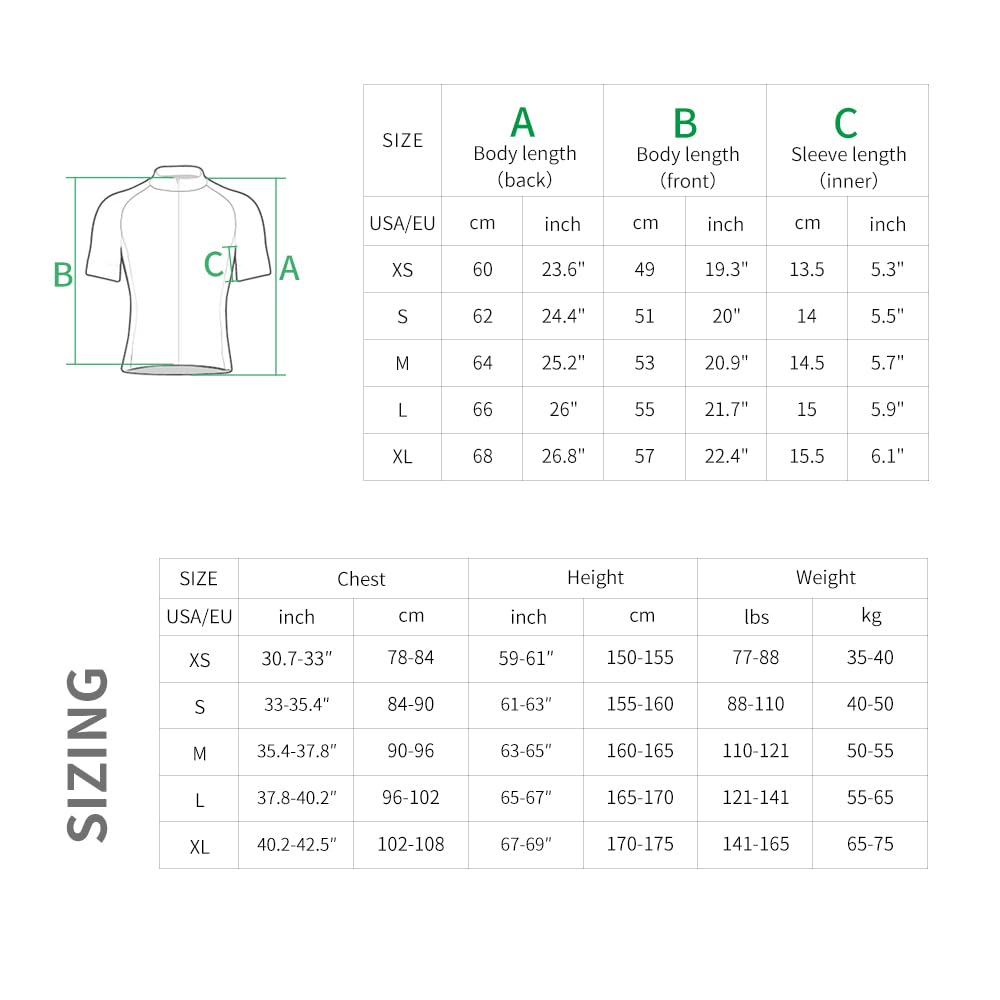 B
C
A
SIZE A Body length (back) B Body length (front) C Sleeve length (inner)
USA/EU cm inch cm inch cm inch
XS 60 23.6" 49 19.3" 13.5 5.3"
S 62 24.4" 51 20" 14 5.5"
M 64 25.2" 53 20.9" 14.5 5.7"
L 66 26" 55 21.7" 15 5.9"
XL 68 26.8" 57 22.4" 15.5 6.1"
SIZING
SIZE Chest Height Weight
USA/EU inch cm inch cm lbs kg
XS 30.7-33" 78-84 59-61" 150-155 77-88 35-40
S 33-35.4" 84-90 61-63" 155-160 88-110 40-50
M 35.4-37.8" 90-96 63-65" 160-165 110-121 50-55
L 37.8-40.2" 96-102 65-67" 165-170 121-141 55-65
XL 40.2-42.5" 102-108 67-69" 170-175 141-165 65-75